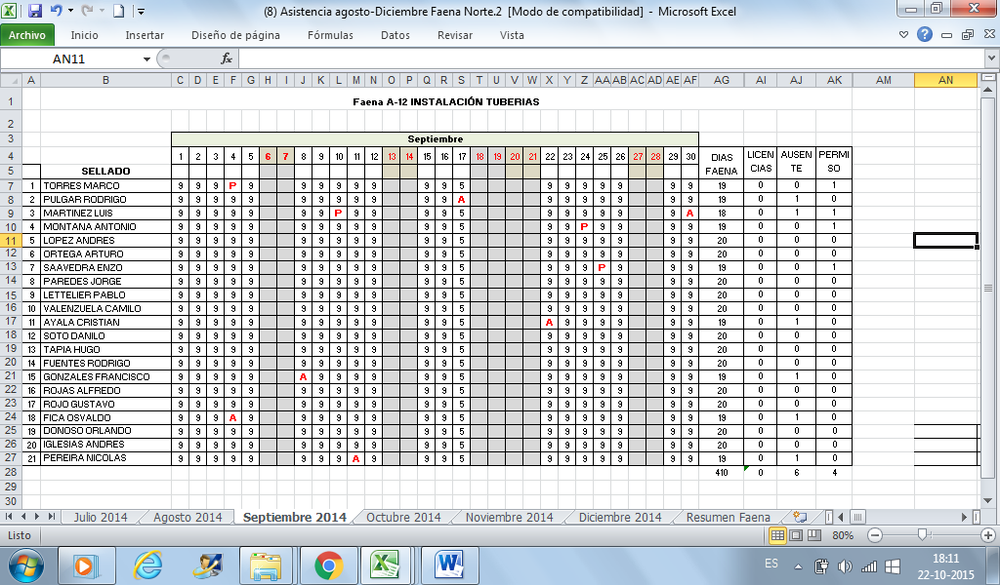 (8) Asistencia agosto-Diciembre Faena Norte.2 [Modo de compatibilidad] - Microsoft Excel
Archivo Inicio Insertar Diseño de página Fórmulas Datos Revisar Vista
AN11 fx
A B C D E F G H I J K L M N O P Q R S T U V W X Y Z AA AB AC AD AE AF AG AI AJ AK AM AN
1 Faena A-12 INSTALACIÓN TUBERIAS
2
3 Septiembre
4 1 2 3 4 5 6 7 8 9 10 11 12 13 14 15 16 17 18 19 20 21 22 23 24 25 26 27 28 29 30 DIAS LICEN AUSEN PERMI
5 SELLADO FAENA CIAS TE SO
7 1 TORRES MARCO 9 9 9 P 9 9 9 9 9 9 9 9 5 9 9 9 9 9 9 9 19 0 0 1
8 2 PULGAR RODRIGO 9 9 9 9 9 9 9 9 9 9 9 9 A 9 9 9 9 9 9 9 19 0 1 0
9 3 MARTINEZ LUIS 9 9 9 9 9 9 9 P 9 9 9 9 5 9 9 9 9 9 9 A 18 0 1 1
10 4 MONTANA ANTONIO 9 9 9 9 9 9 9 9 9 9 9 9 5 9 9 P 9 9 9 9 19 0 0 1
11 5 LOPEZ ANDRES 9 9 9 9 9 9 9 9 9 9 9 9 5 9 9 9 9 9 9 9 20 0 0 0
12 6 ORTEGA ARTURO 9 9 9 9 9 9 9 9 9 9 9 9 5 9 9 9 9 9 9 9 20 0 0 0
13 7 SAAVEDRA ENZO 9 9 9 9 9 9 9 9 9 9 9 9 5 9 9 9 P 9 9 9 19 0 0 1
14 8 PAREDES JORGE 9 9 9 9 9 9 9 9 9 9 9 9 5 9 9 9 9 9 9 9 20 0 0 0
15 9 LETTELIER PABLO 9 9 9 9 9 9 9 9 9 9 9 9 5 9 9 9 9 9 9 9 20 0 0 0
16 10 VALENZUELA CAMILO 9 9 9 9 9 9 9 9 9 9 9 9 5 9 9 9 9 9 9 9 20 0 0 0
17 11 AYALA CRISTIAN 9 9 9 9 9 9 9 9 9 9 9 9 5 A 9 9 9 9 9 9 19 0 1 0
18 12 SOTO DANILO 9 9 9 9 9 9 9 9 9 9 9 9 5 9 9 9 9 9 9 9 20 0 0 0
19 13 TAPIA HUGO 9 9 9 9 9 9 9 9 9 9 9 9 5 9 9 9 9 9 9 9 20 0 0 0
20 14 FUENTES RODRIGO 9 9 9 9 9 9 9 9 9 9 9 9 5 9 9 9 9 9 9 9 20 0 0 0
21 15 GONZALES FRANCISCO 9 9 9 9 9 A 9 9 9 9 9 9 5 9 9 9 9 9 9 9 19 0 1 0
22 16 ROJAS ALFREDO 9 9 9 9 9 9 9 9 9 9 9 9 5 9 9 9 9 9 9 9 20 0 0 0
23 17 ROJO GUSTAVO 9 9 9 9 9 9 9 9 9 9 9 9 5 9 9 9 9 9 9 9 20 0 0 0
24 18 FICA OSVALDO 9 9 9 A 9 9 9 9 9 9 9 9 5 9 9 9 9 9 9 9 19 0 1 0
25 19 DONOSO ORLANDO 9 9 9 9 9 9 9 9 9 9 9 9 5 9 9 9 9 9 9 9 20 0 0 0
26 20 IGLESIAS ANDRES 9 9 9 9 9 9 9 9 9 9 9 9 5 9 9 9 9 9 9 9 20 0 0 0
27 21 PEREIRA NICOLAS 9 9 9 9 9 9 9 9 A 9 9 9 5 9 9 9 9 9 9 9 19 0 1 0
28 410 0 6 4
29
30
Julio 2014 Agosto 2014 Septiembre 2014 Octubre 2014 Noviembre 2014 Diciembre 2014 Resumen Faena
Listo 80%
ES 18:11
22-10-2015